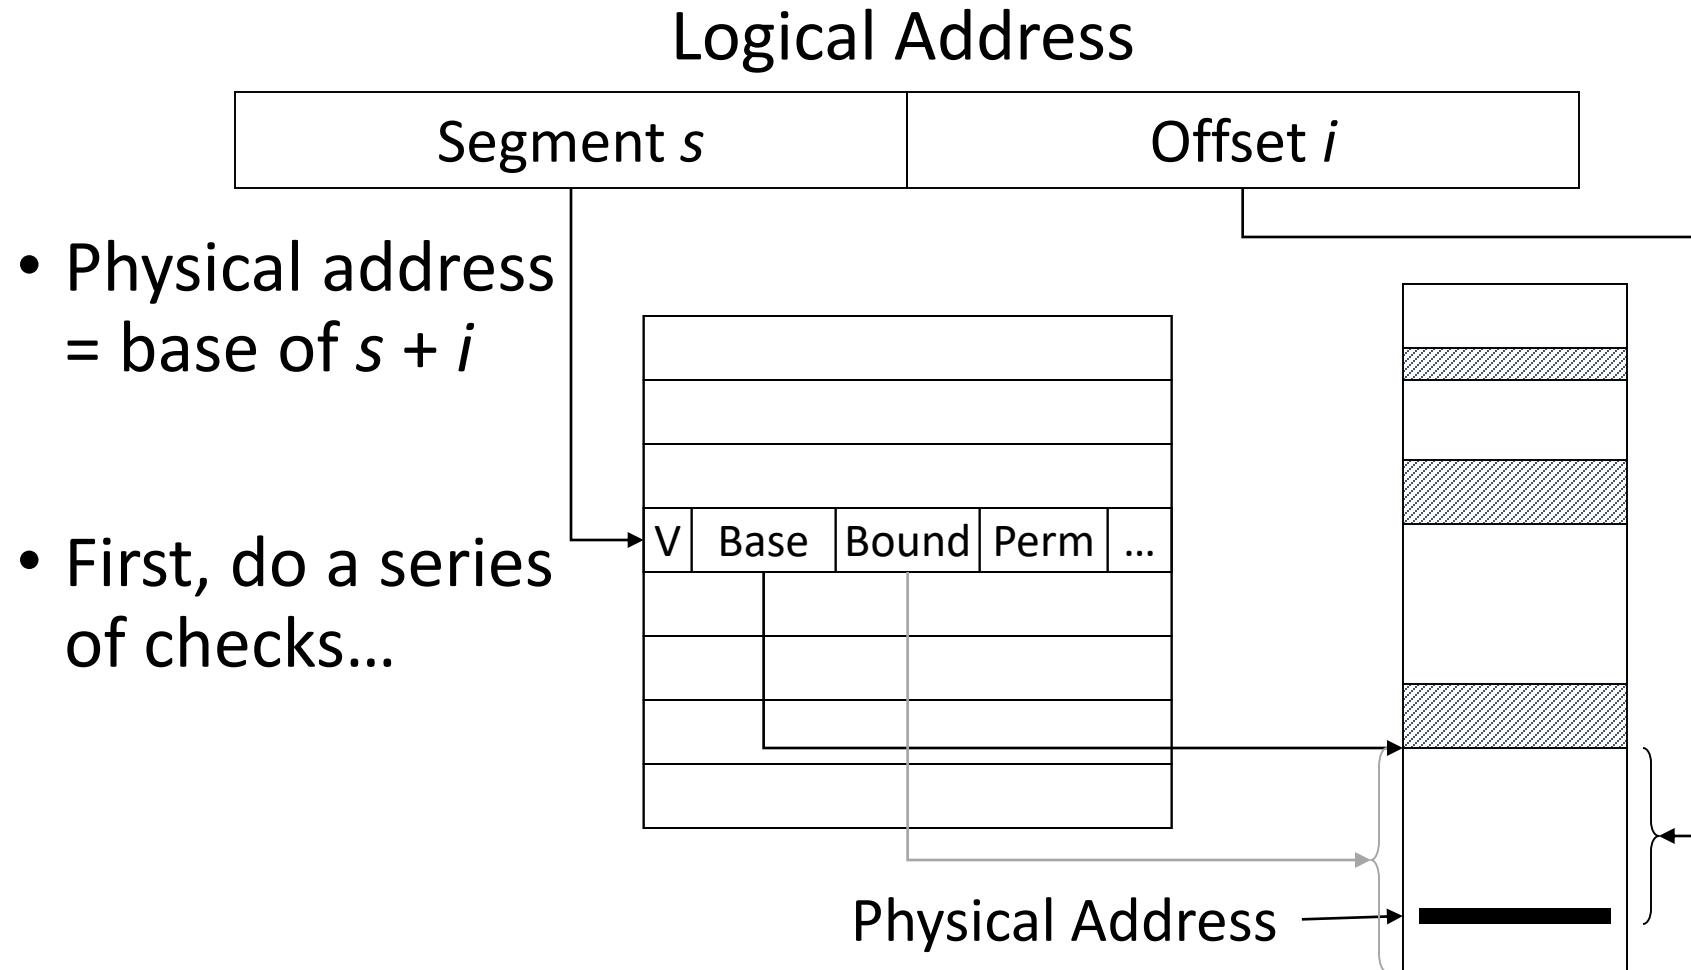 Logical Address
Segment s
Offset i
• Physical address
= base of s + i
• First, do a series
of checks…
V
Base
Bound
Perm
…
Physical Address